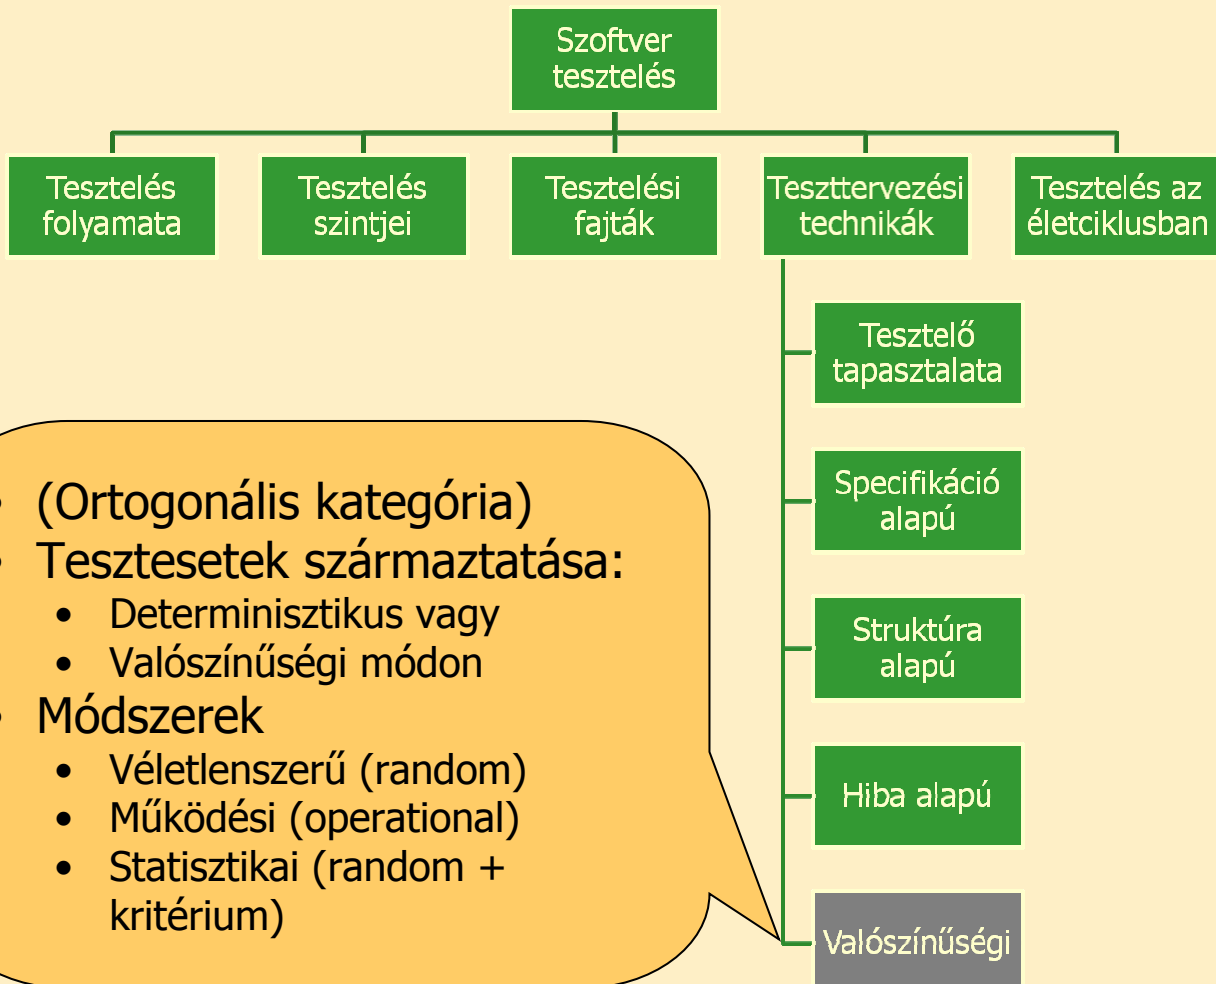 Szoftver
tesztelés
Tesztelés
folyamata
Tesztelés
szintjei
Tesztelési
fajták
Teszttervezési
technikák
Tesztelés az
életciklusban
Tesztelő
tapasztalata
Specifikáció
alapú
Struktúra
alapú
Hiba alapú
Valószínűségi
• (Ortogonális kategória)
• Tesztesetek származtatása:
• Determinisztikus vagy
• Valószínűségi módon
• Módszerek
• Véletlenszerű (random)
• Működési (operational)
• Statisztikai (random +
kritérium)